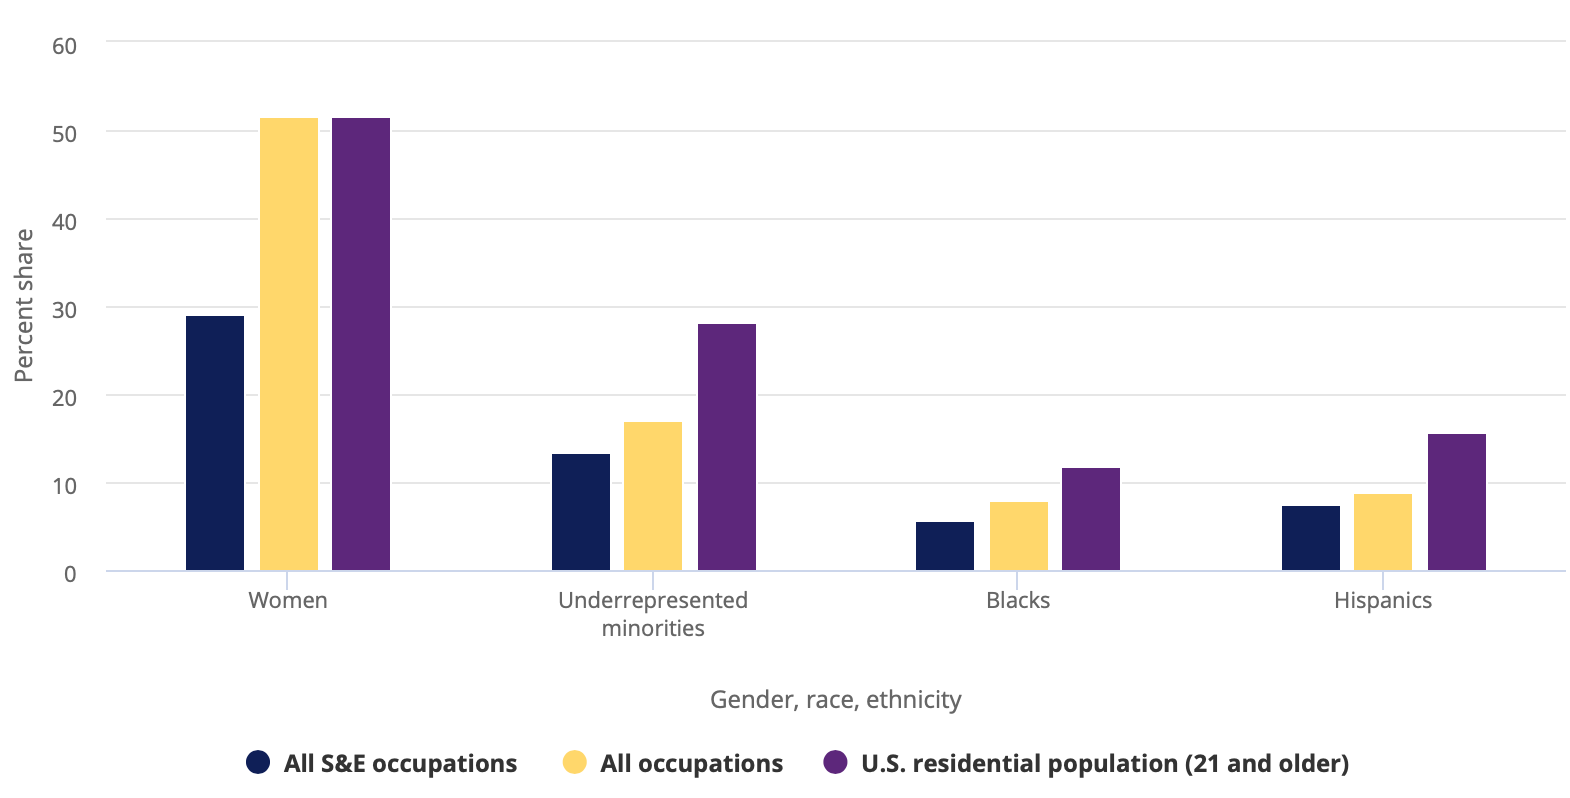 60
50
40
30
20
10
0
Percent share
Women
Underrepresented
minorities
Blacks
Hispanics
Gender, race, ethnicity
All S&E occupations
All occupations
U.S. residential population (21 and older)